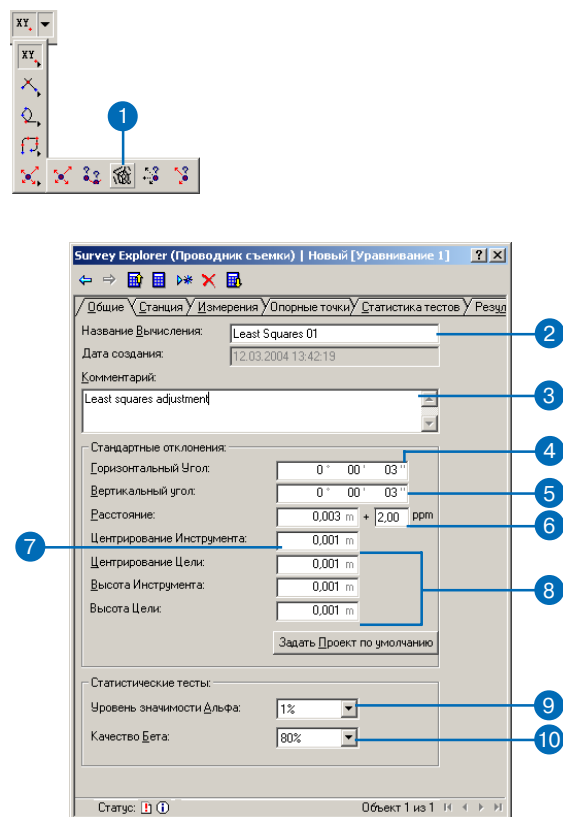 XY
XY
1
Survey Explorer (Проводник съемки) | Новый [Уравнивание 1]
Общие Станция Измерения Опорные точки Статистика тестов Резул
Название Вычисления: Least Squares 01 2
Дата создания: 12.03.2004 13:42:19
Комментарий:
Least squares adjustment 3
Стандартные отклонения:
4
Горизонтальный Угол: 0 ° 00 ' 03 "
Вертикальный угол: 0 ° 00 ' 03 " 5
Расстояние: 0,003 m + 2,00 ppm
6
7 Центрирование Инструмента: 0,001 m
Центрирование Цели: 0,001 m
Высота Инструмента: 0,001 m 8
Высота Цели: 0,001 m
Задать Проект по умолчанию
Статистические тесты:
Уровень значимости Альфа: 1% 9
Качество Бета: 80% 10
Статус: Объект 1 из 1